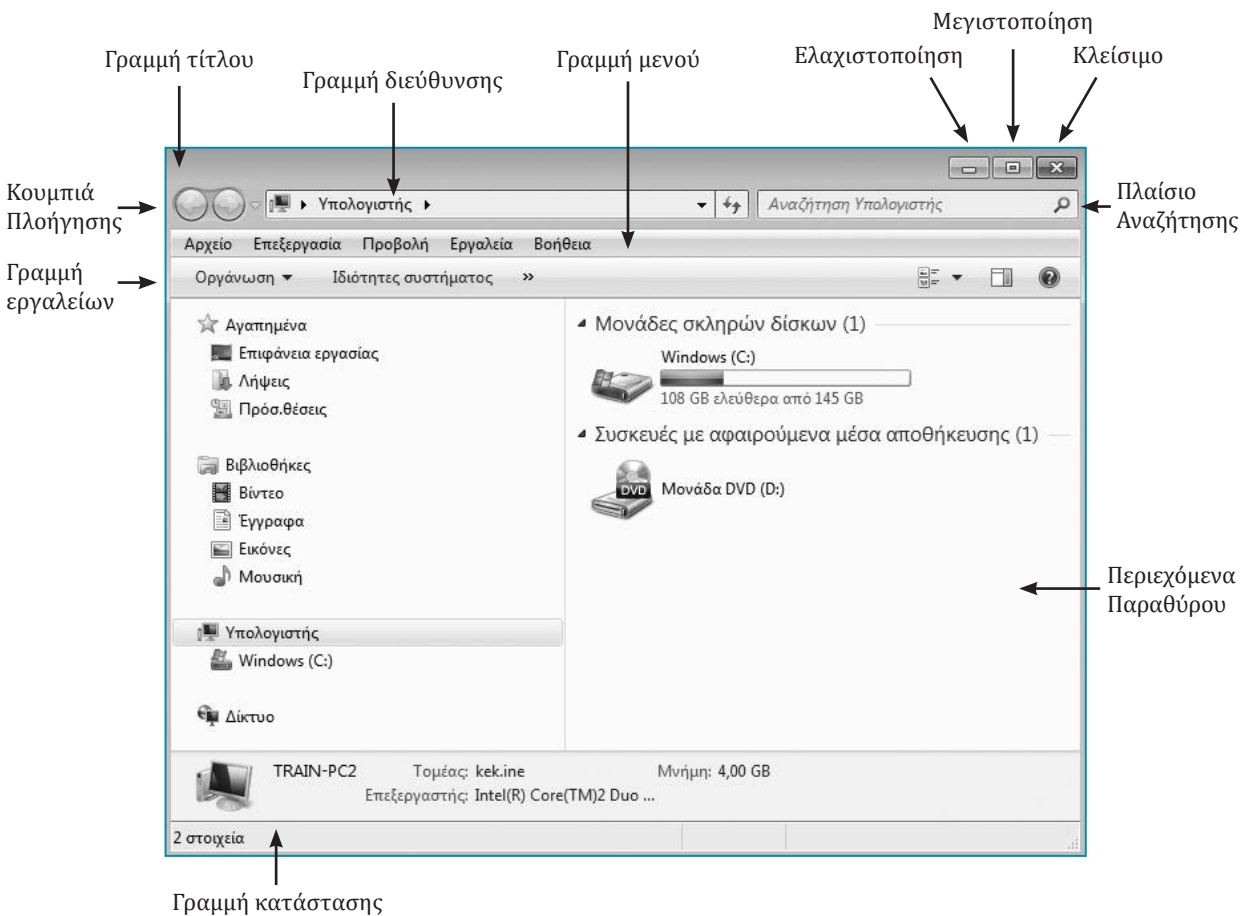 Μεγιστοποίηση
Γραμμή τίτλου
Γραμμή διεύθυνσης
Γραμμή μενού
Ελαχιστοποίηση
Κλείσιμο
Κουμπιά
Πλοήγησης
Υπολογιστής
Αναζήτηση Υπολογιστής
Πλαίσιο
Αναζήτησης
Αρχείο Επεξεργασία Προβολή Εργαλεία Βοήθεια
Γραμμή
εργαλείων
Οργάνωση Ιδιότητες συστήματος »
Αγαπημένα
Επιφάνεια εργασίας
Λήψεις
Πρόσ.θέσεις
Βιβλιοθήκες
Βίντεο
Έγγραφα
Εικόνες
Μουσική
Υπολογιστής
Windows (C:)
Δίκτυο
Μονάδες σκληρών δίσκων (1)
Windows (C:)
108 GB ελεύθερα από 145 GB
Συσκευές με αφαιρούμενα μέσα αποθήκευσης (1)
DVD
Μονάδα DVD (D:)
Περιεχόμενα
Παραθύρου
TRAIN-PC2 Τομέας: kek.ine Μνήμη: 4,00 GB
Επεξεργαστής: Intel(R) Core(TM)2 Duo ...
2 στοιχεία
Γραμμή κατάστασης